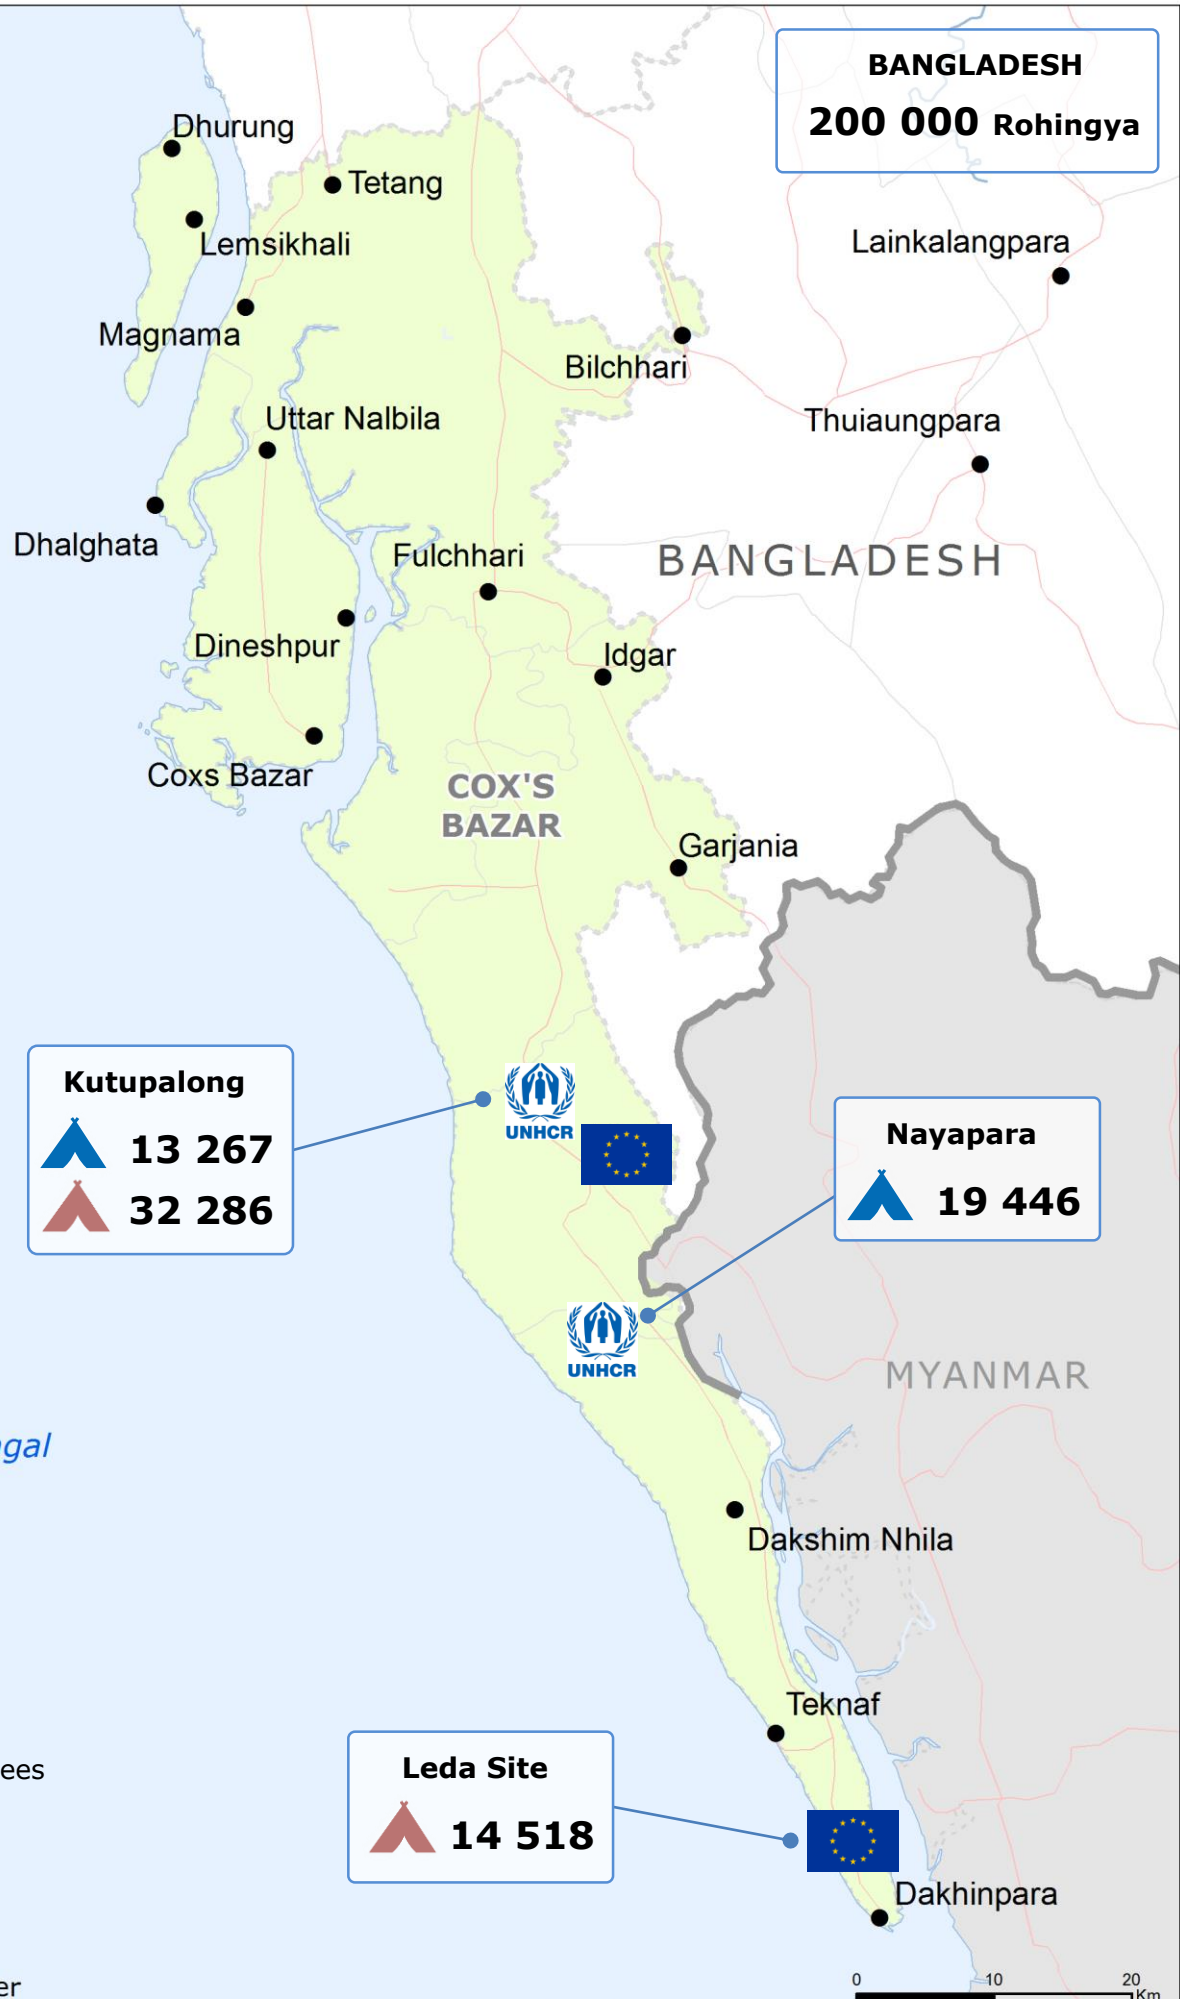 BANGLADESH
200 000 Rohingya
Dhurung
Tetang
Lemsikhali
Lainkalangpara
Magnama
Bilchhari
Uttar Nalbila
Thuiaungpara
Dhalghata
Fulchhari
BANGLADESH
Dineshpur
Idgar
Coxs Bazar
COX'S
BAZAR
Garjania
Kutupalong
13 267
32 286
UNHCR
Nayapara
19 446
UNHCR
MYANMAR
gal
Dakshim Nhila
Teknaf
ees
Leda Site
14 518
Dakhinpara
er
0 10 20
Km